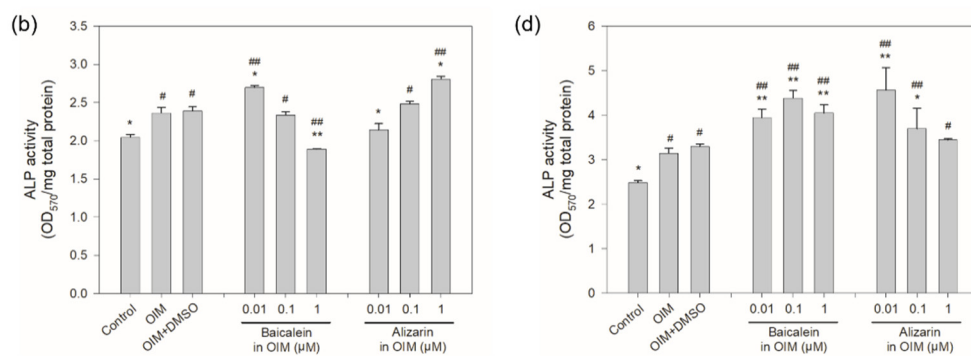 (b)
ALP activity
(OD570/mg total protein)
3.5
3.0
2.5
2.0
1.5
1.0
0.5
0.0
*
#
#
##
*
#
##
**
*
#
##
*
Control
OIM
OIM+DMSO
0.01 0.1 1
Baicalein
in OIM (µM)
0.01 0.1 1
Alizarin
in OIM (µM)
(d)
ALP activity
(OD570/mg total protein)
6
5
4
3
2
1
0
*
#
#
##
**
##
**
##
**
##
**
##
*
#
Control
OIM
OIM+DMSO
0.01 0.1 1
Baicalein
in OIM (µM)
0.01 0.1 1
Alizarin
in OIM (µM)